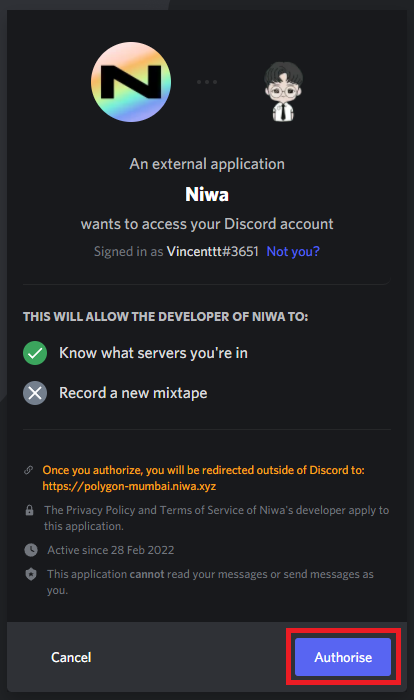 N
An external application
Niwa
wants to access your Discord account
Signed in as Vincenttt#3651 Not you?
THIS WILL ALLOW THE DEVELOPER OF NIWA TO:
Know what servers you're in
Record a new mixtape
Once you authorize, you will be redirected outside of Discord to:
https://polygon-mumbai.niwa.xyz
The Privacy Policy and Terms of Service of Niwa's developer apply to
this application.
Active since 28 Feb 2022
This application cannot read your messages or send messages as
you.
Cancel
Authorise